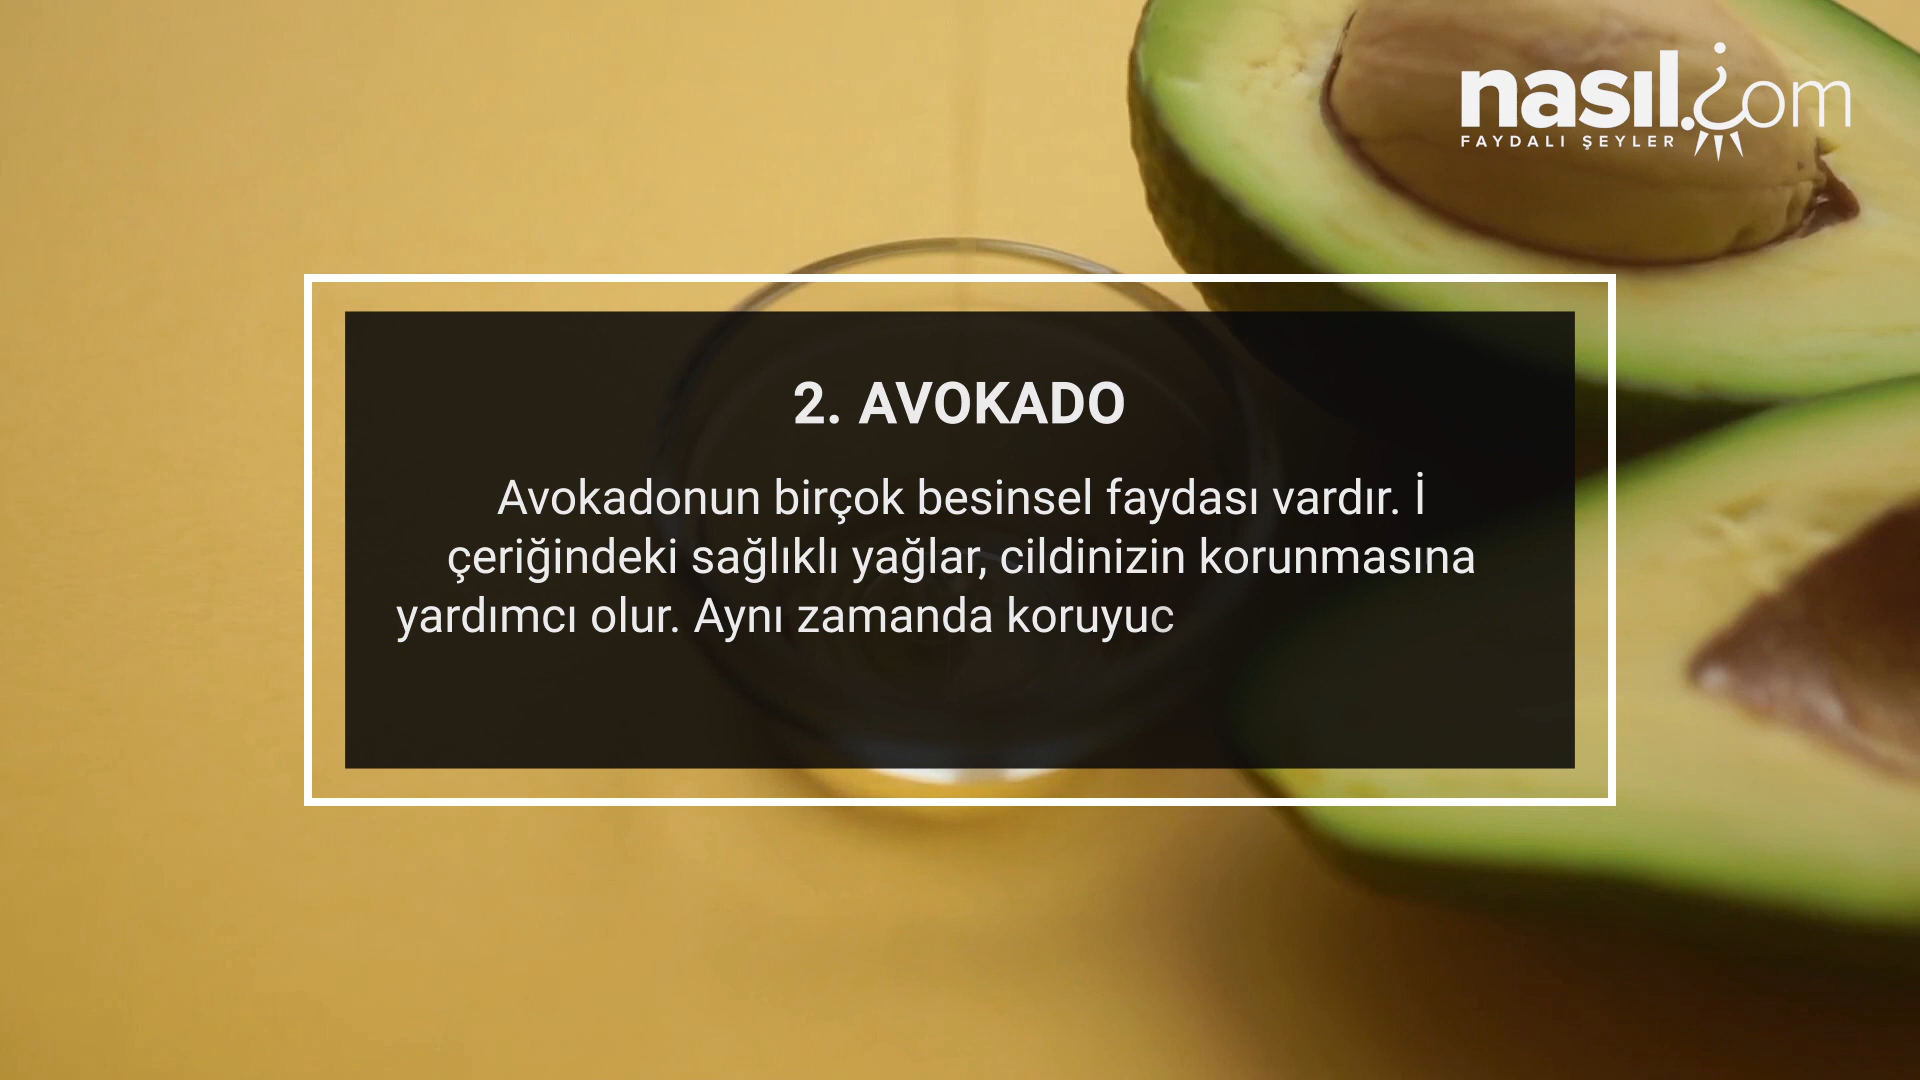 nasıl.com
FAYDALI ŞEYLER
2. AVOKADO
Avokadonun birçok besinsel faydası vardır. İ
çeriğindeki sağlıklı yağlar, cildinizin korunmasına
yardımcı olur. Aynı zamanda koruyuc